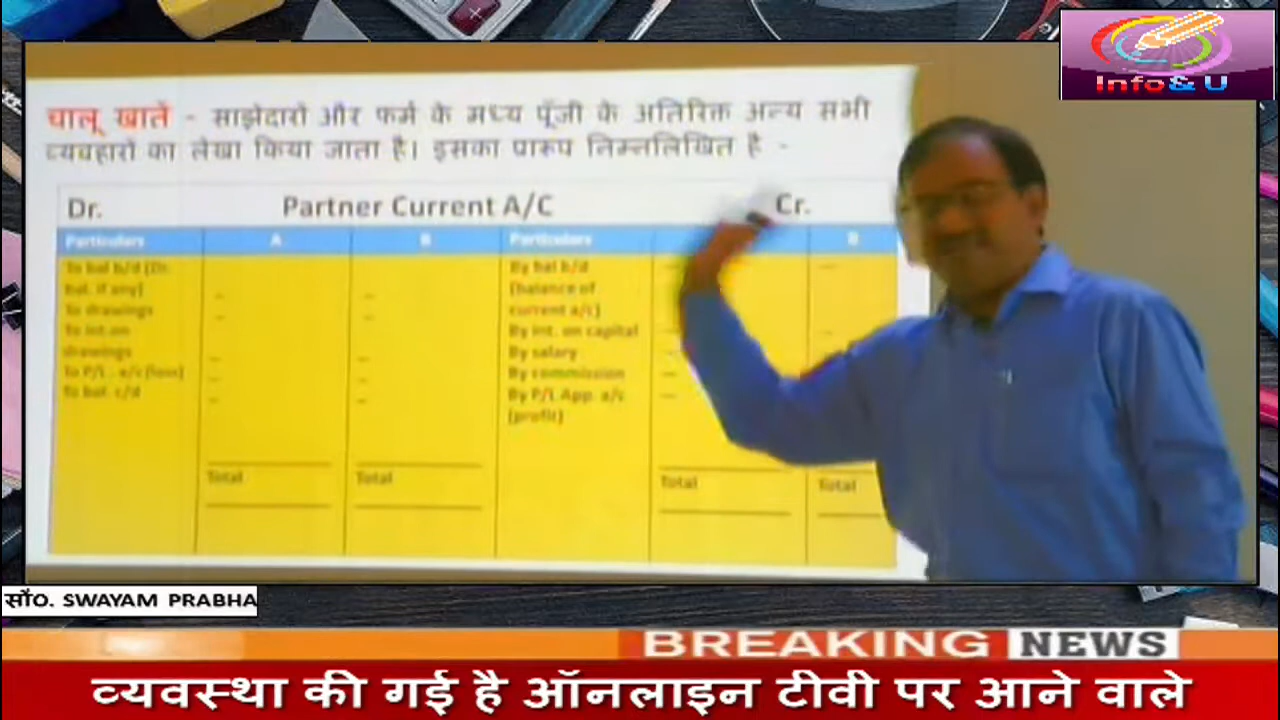 Info & U
चालू खाते - साझेदारों और फर्म के मध्य पूँजी के अतिरिक्त अन्य सभी
व्यवहारों का लेखा किया जाता है। इसका प्रारूप निम्नलिखित है -
Dr. Partner Current A/C Cr.
Particulars A B Particulars B
To bal b/d (Dr.
bal. if any)
To drawings
To int.on
drawings
To P/L . a/c (loss)
To bal. c/d
By bal b/d
(balance of
current a/c)
By int. on capital
By salary
By commission
By P/L App. a/c
(profit)
Total Total Total Total
सौ0. SWAYAM PRABHA
BREAKING NEWS
व्यवस्था की गई है ऑनलाइन टीवी पर आने वाले